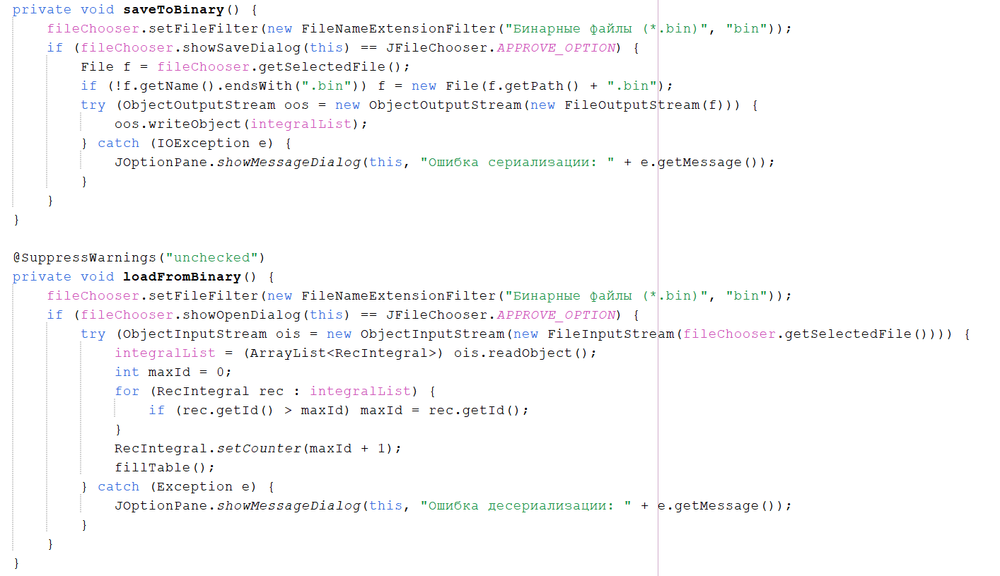 private void saveToBinary() {
    fileChooser.setFileFilter(new FileNameExtensionFilter("Бинарные файлы (*.bin)", "bin"));
    if (fileChooser.showSaveDialog(this) == JFileChooser.APPROVE_OPTION) {
        File f = fileChooser.getSelectedFile();
        if (!f.getName().endsWith(".bin")) f = new File(f.getPath() + ".bin");
        try (ObjectOutputStream oos = new ObjectOutputStream(new FileOutputStream(f))) {
            oos.writeObject(integralList);
        } catch (IOException e) {
            JOptionPane.showMessageDialog(this, "Ошибка сериализации: " + e.getMessage());
        }
    }
}

@SuppressWarnings("unchecked")
private void loadFromBinary() {
    fileChooser.setFileFilter(new FileNameExtensionFilter("Бинарные файлы (*.bin)", "bin"));
    if (fileChooser.showOpenDialog(this) == JFileChooser.APPROVE_OPTION) {
        try (ObjectInputStream ois = new ObjectInputStream(new FileInputStream(fileChooser.getSelectedFile()))) {
            integralList = (ArrayList<RecIntegral>) ois.readObject();
            int maxId = 0;
            for (RecIntegral rec : integralList) {
                if (rec.getId() > maxId) maxId = rec.getId();
            }
            RecIntegral.setCounter(maxId + 1);
            fillTable();
        } catch (Exception e) {
            JOptionPane.showMessageDialog(this, "Ошибка десериализации: " + e.getMessage());
        }
    }
}